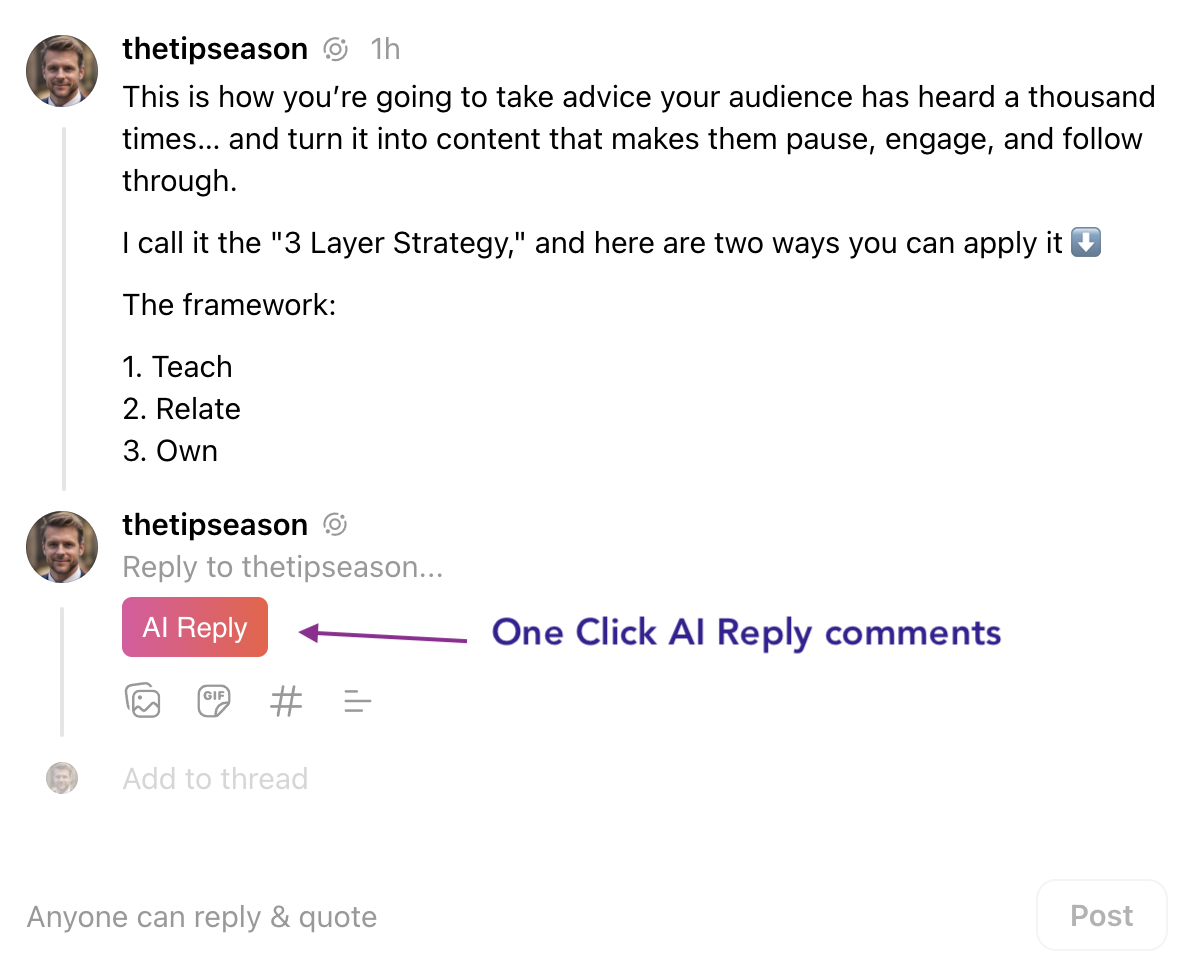 thetipseason 1h
This is how you’re going to take advice your audience has heard a thousand
times... and turn it into content that makes them pause, engage, and follow
through.
I call it the "3 Layer Strategy," and here are two ways you can apply it ⬇️
The framework:
1. Teach
2. Relate
3. Own
thetipseason
Reply to thetipseason...
AI Reply
One Click AI Reply comments
GIF
Add to thread
Anyone can reply & quote
Post